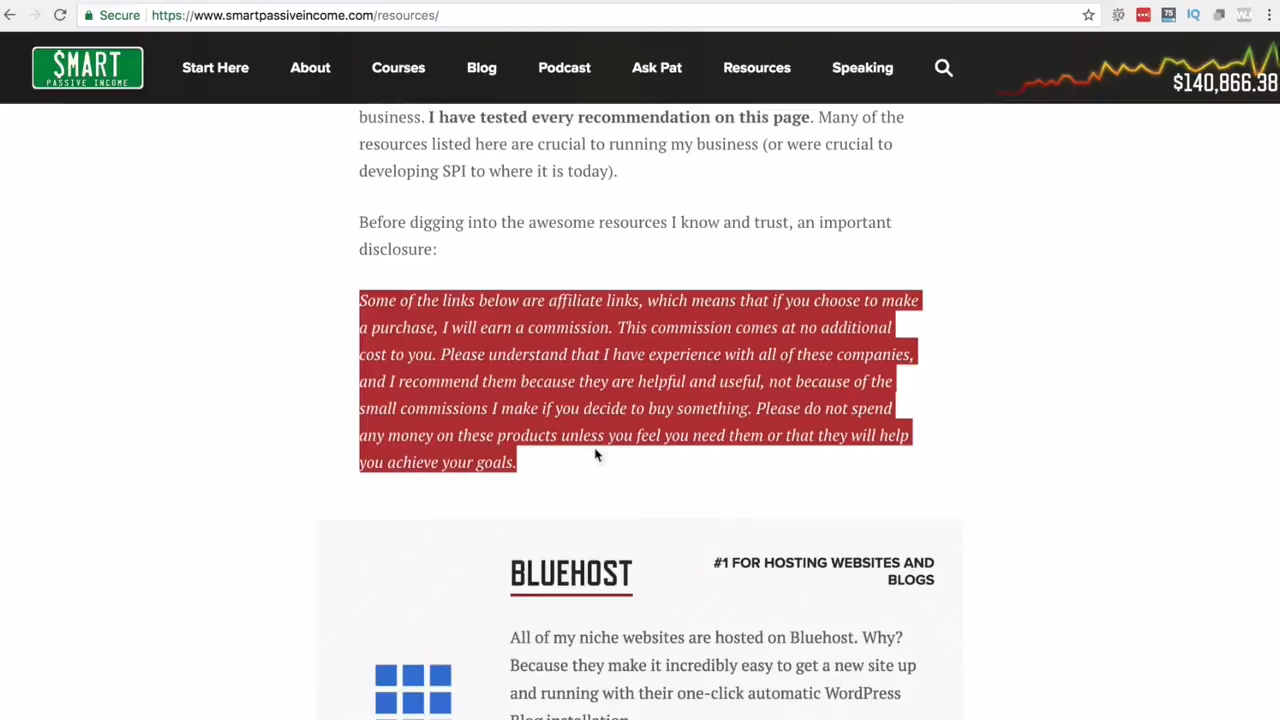 Secure https://www.smartpassiveincome.com/resources/
75
IQ
$MART
PASSIVE INCOME
Start Here About Courses Blog Podcast Ask Pat Resources Speaking
$140,866.38
business. I have tested every recommendation on this page. Many of the
resources listed here are crucial to running my business (or were crucial to
developing SPI to where it is today).
Before digging into the awesome resources I know and trust, an important
disclosure:
Some of the links below are affiliate links, which means that if you choose to make
a purchase, I will earn a commission. This commission comes at no additional
cost to you. Please understand that I have experience with all of these companies,
and I recommend them because they are helpful and useful, not because of the
small commissions I make if you decide to buy something. Please do not spend
any money on these products unless you feel you need them or that they will help
you achieve your goals.
BLUEHOST
#1 FOR HOSTING WEBSITES AND
BLOGS
All of my niche websites are hosted on Bluehost. Why?
Because they make it incredibly easy to get a new site up
and running with their one-click automatic WordPress
Blog installation